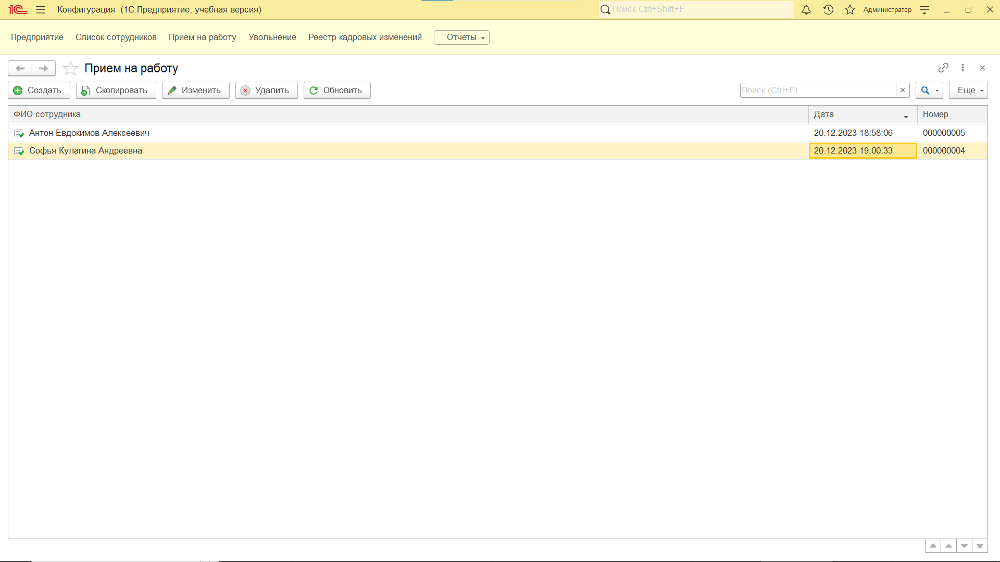 1С Конфигурация (1С:Предприятие, учебная версия) Поиск Ctrl+Shift+F Администратор
Предприятие Список сотрудников Прием на работу Увольнение Реестр кадровых изменений Отчеты
Прием на работу
Создать Скопировать Изменить Удалить Обновить Поиск (Ctrl+F) Еще
ФИО сотрудника Дата Номер
Антон Евдокимов Алексеевич 20.12.2023 18:58:06 000000005
Софья Кулагина Андреевна 20.12.2023 19:00:33 000000004